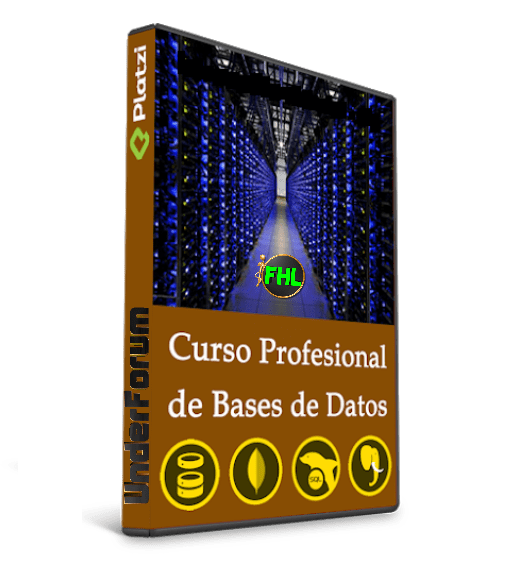 Platzi
UnderForum
FHL
Curso Profesional
de Bases de Datos
SQL